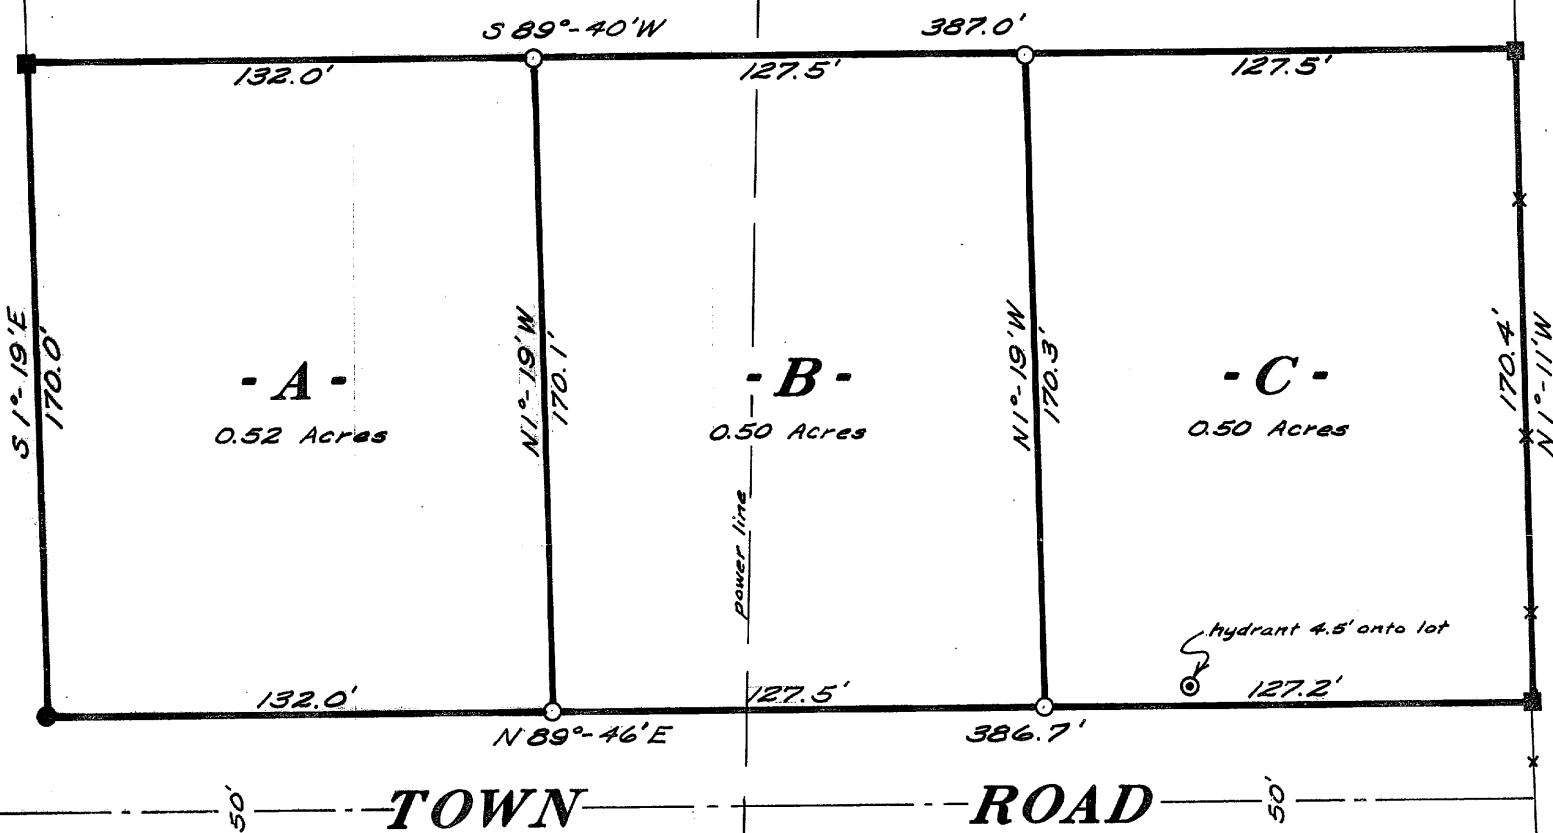 S 89°-40'W
387.0'
132.0'
127.5'
127.5'
S 1°-19'E
170.0'
N 1°-19'W
170.1'
N 1°-19'W
170.3'
170.4'
N 1°-11'W
- A -
0.52 Acres
- B -
0.50 Acres
- C -
0.50 Acres
power line
hydrant 4.5' onto lot
132.0'
127.5'
127.2'
N 89°-46'E
386.7'
50'
TOWN ROAD
50'